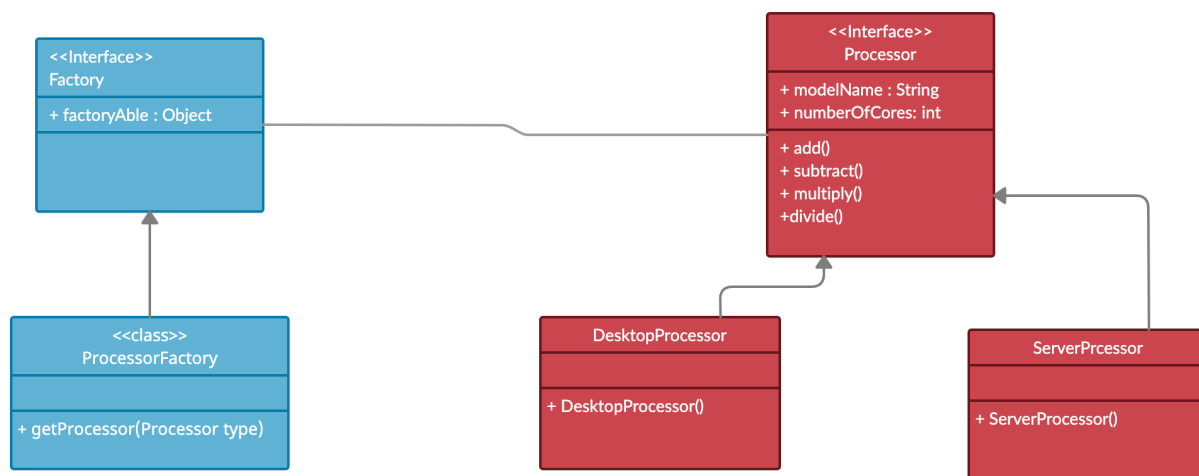 <<Interface>>
Factory
+ factoryAble : Object
<<Interface>>
Processor
+ modelName : String
+ numberOfCores: int
+ add()
+ subtract()
+ multiply()
+divide()
<<class>>
ProcessorFactory
+ getProcessor(Processor type)
DesktopProcessor
+ DesktopProcessor()
ServerPrcessor
+ ServerProcessor()